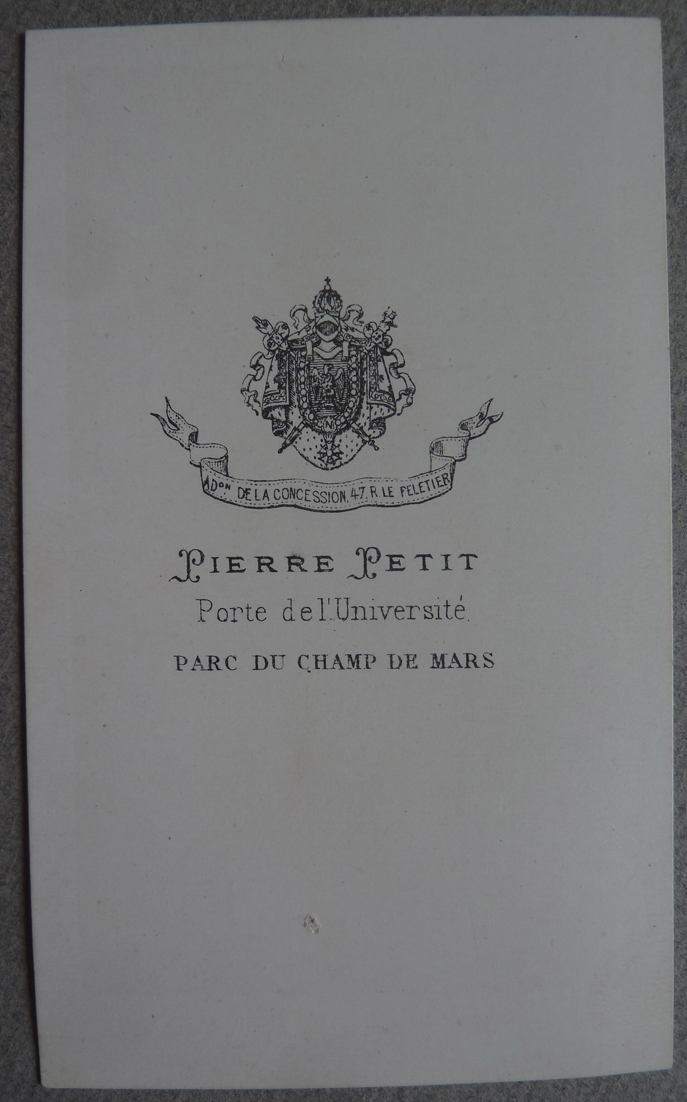 N
ADON DE LA CONCESSION, 47, R. LE PELETIER
PIERRE PETIT
Porte de l'Université.
PARC DU CHAMP DE MARS